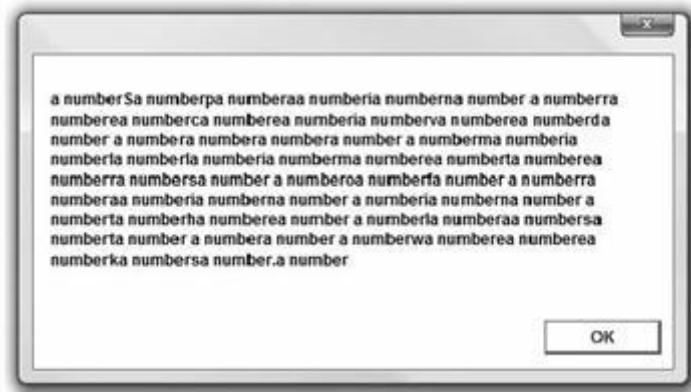 x
a numberSa numberpa numberaa numberia numberna number a numberra
numberea numberca numberea numberia numberva numberea numberda
number a numbera numbera numbera number a numberma numberia
numberla numberla numberia numberma numberea numberta numberea
numberra numbersa number a numberoa numberfa number a numberra
numberaa numberia numberna number a numberia numberna number a
numberta numberha numberea number a numberla numberaa numbersa
numberta number a numbera number a numberwa numberea numberea
numberka numbersa number.a number
OK